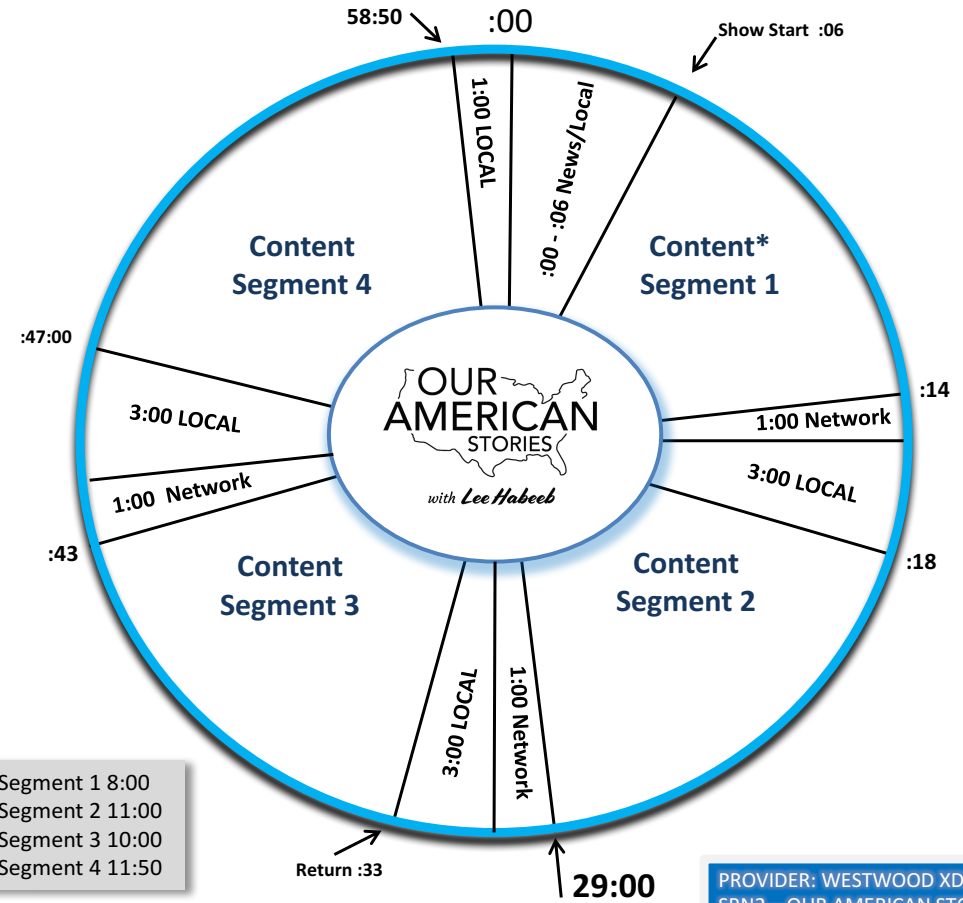 58:50
:00
Show Start :06
1:00 LOCAL
:00 - :06 News/Local
Content*
Segment 1
:14
1:00 Network
3:00 LOCAL
:18
Content
Segment 2
1:00 Network
29:00
3:00 LOCAL
Return :33
Content
Segment 3
:43
1:00 Network
3:00 LOCAL
:47:00
Content
Segment 4
OUR
AMERICAN
STORIES
with Lee Habeeb
Segment 1 8:00
Segment 2 11:00
Segment 3 10:00
Segment 4 11:50
PROVIDER: WESTWOOD XD